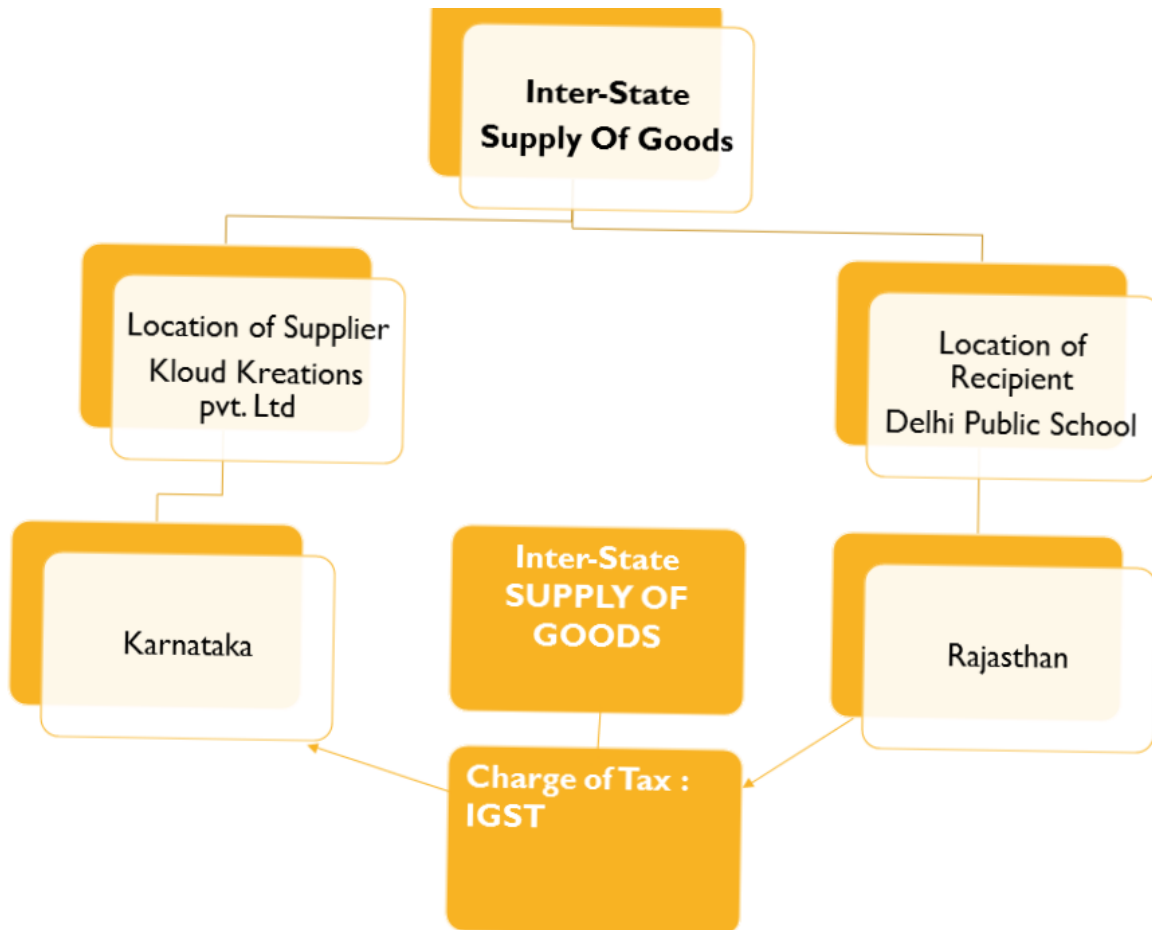 Inter-State
Supply Of Goods
Location of Supplier
Kloud Kreations
pvt. Ltd
Location of
Recipient
Delhi Public School
Karnataka
Inter-State
SUPPLY OF
GOODS
Rajasthan
Charge of Tax :
IGST